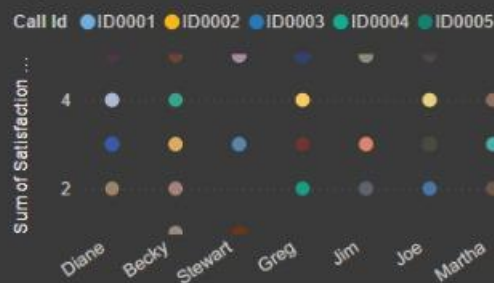 Call Id ID0001 ID0002 ID0003 ID0004 ID0005
Sum of Satisfaction ...
4
2
Diane Becky Stewart Greg Jim Joe Martha